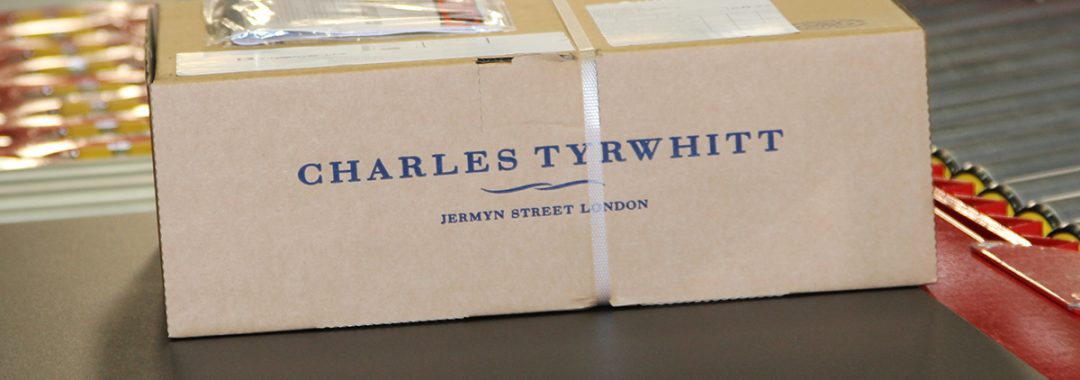 CHARLES TYRWHITT
JERMYN STREET LONDON